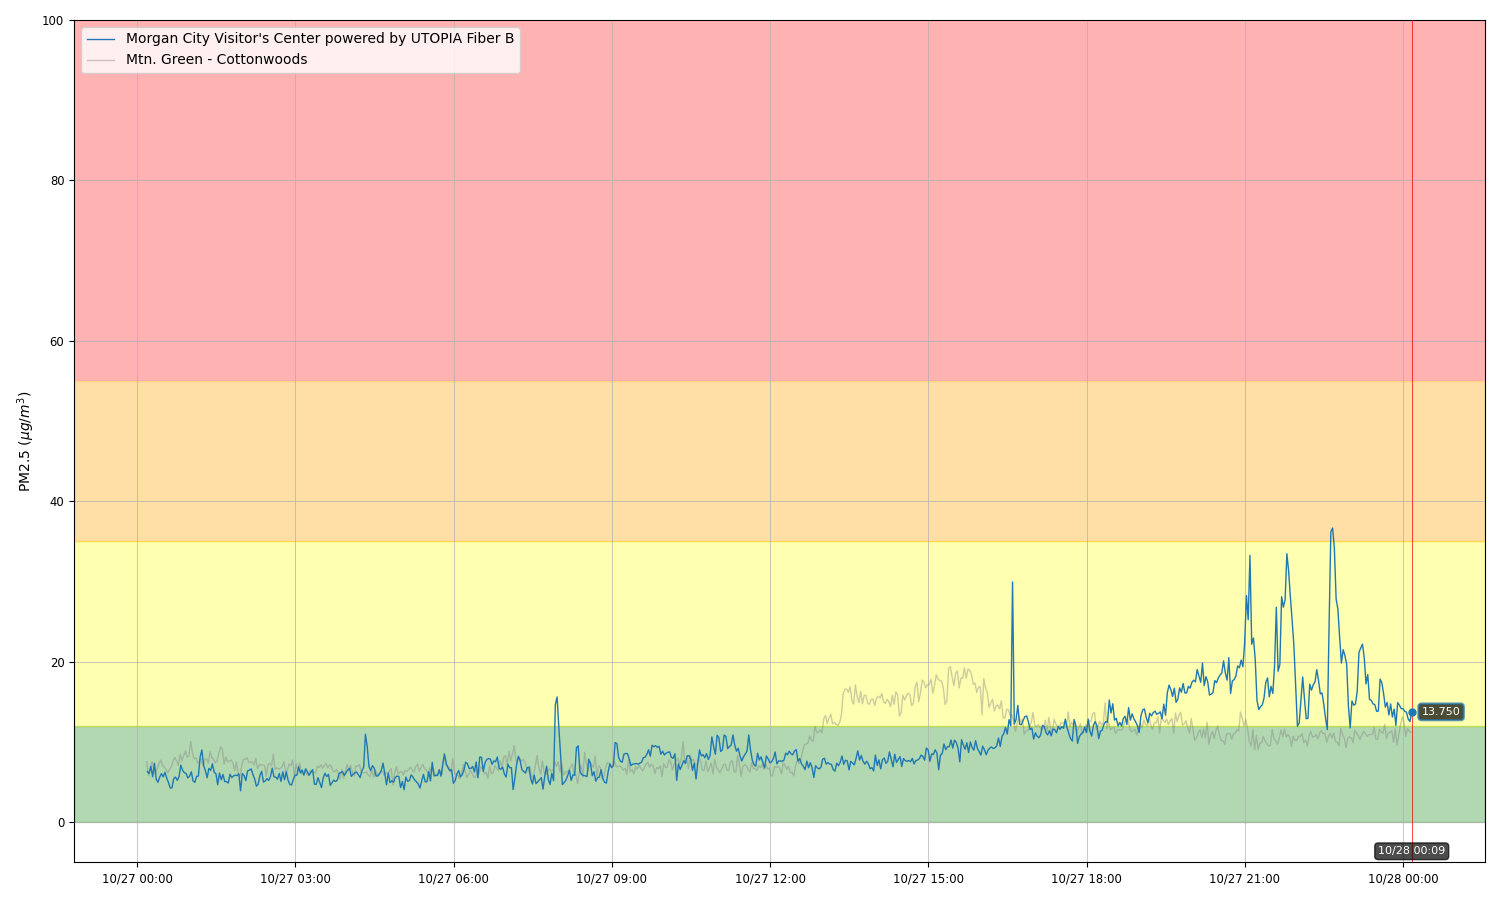 100
Morgan City Visitor's Center powered by UTOPIA Fiber B
Mtn. Green - Cottonwoods
80
60
PM2.5 (μg/m³)
40
20
13.750
0
10/28 00:09
10/27 00:00 10/27 03:00 10/27 06:00 10/27 09:00 10/27 12:00 10/27 15:00 10/27 18:00 10/27 21:00 10/28 00:00